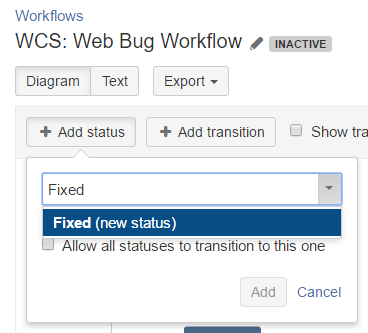 Workflows
WCS: Web Bug Workflow INACTIVE
Diagram Text Export
Add status Add transition Show tra
Fixed
Fixed (new status)
Allow all statuses to transition to this one
Add Cancel